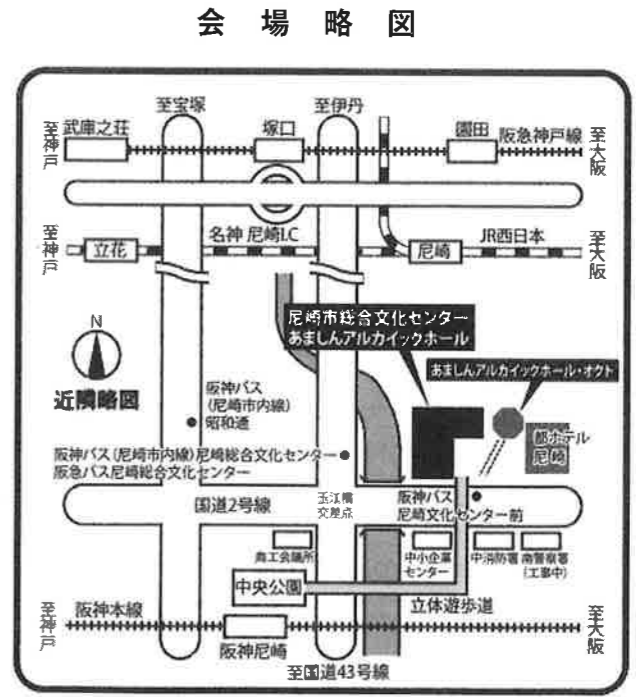 会場略図
至宝塚
至伊丹
至神戸
武庫之荘
塚口
園田
阪急神戸線
至大阪
至神戸
立花
名神 尼崎I.C
尼崎
JR西日本
至大阪
尼崎市総合文化センター
あましんアルカイックホール
あましんアルカイックホール・オクト
N
近隣略図
阪神バス
(尼崎市内線)
昭和通
都ホテル
尼崎
阪神バス(尼崎市内線)尼崎総合文化センター
阪急バス尼崎総合文化センター
国道2号線
玉江橋
交差点
阪神バス
尼崎文化センター前
商工会議所
中小企業
センター
中消防署
南警察署
(工事中)
中央公園
立体遊歩道
至神戸
阪神本線
阪神尼崎
至大阪
至国道43号線